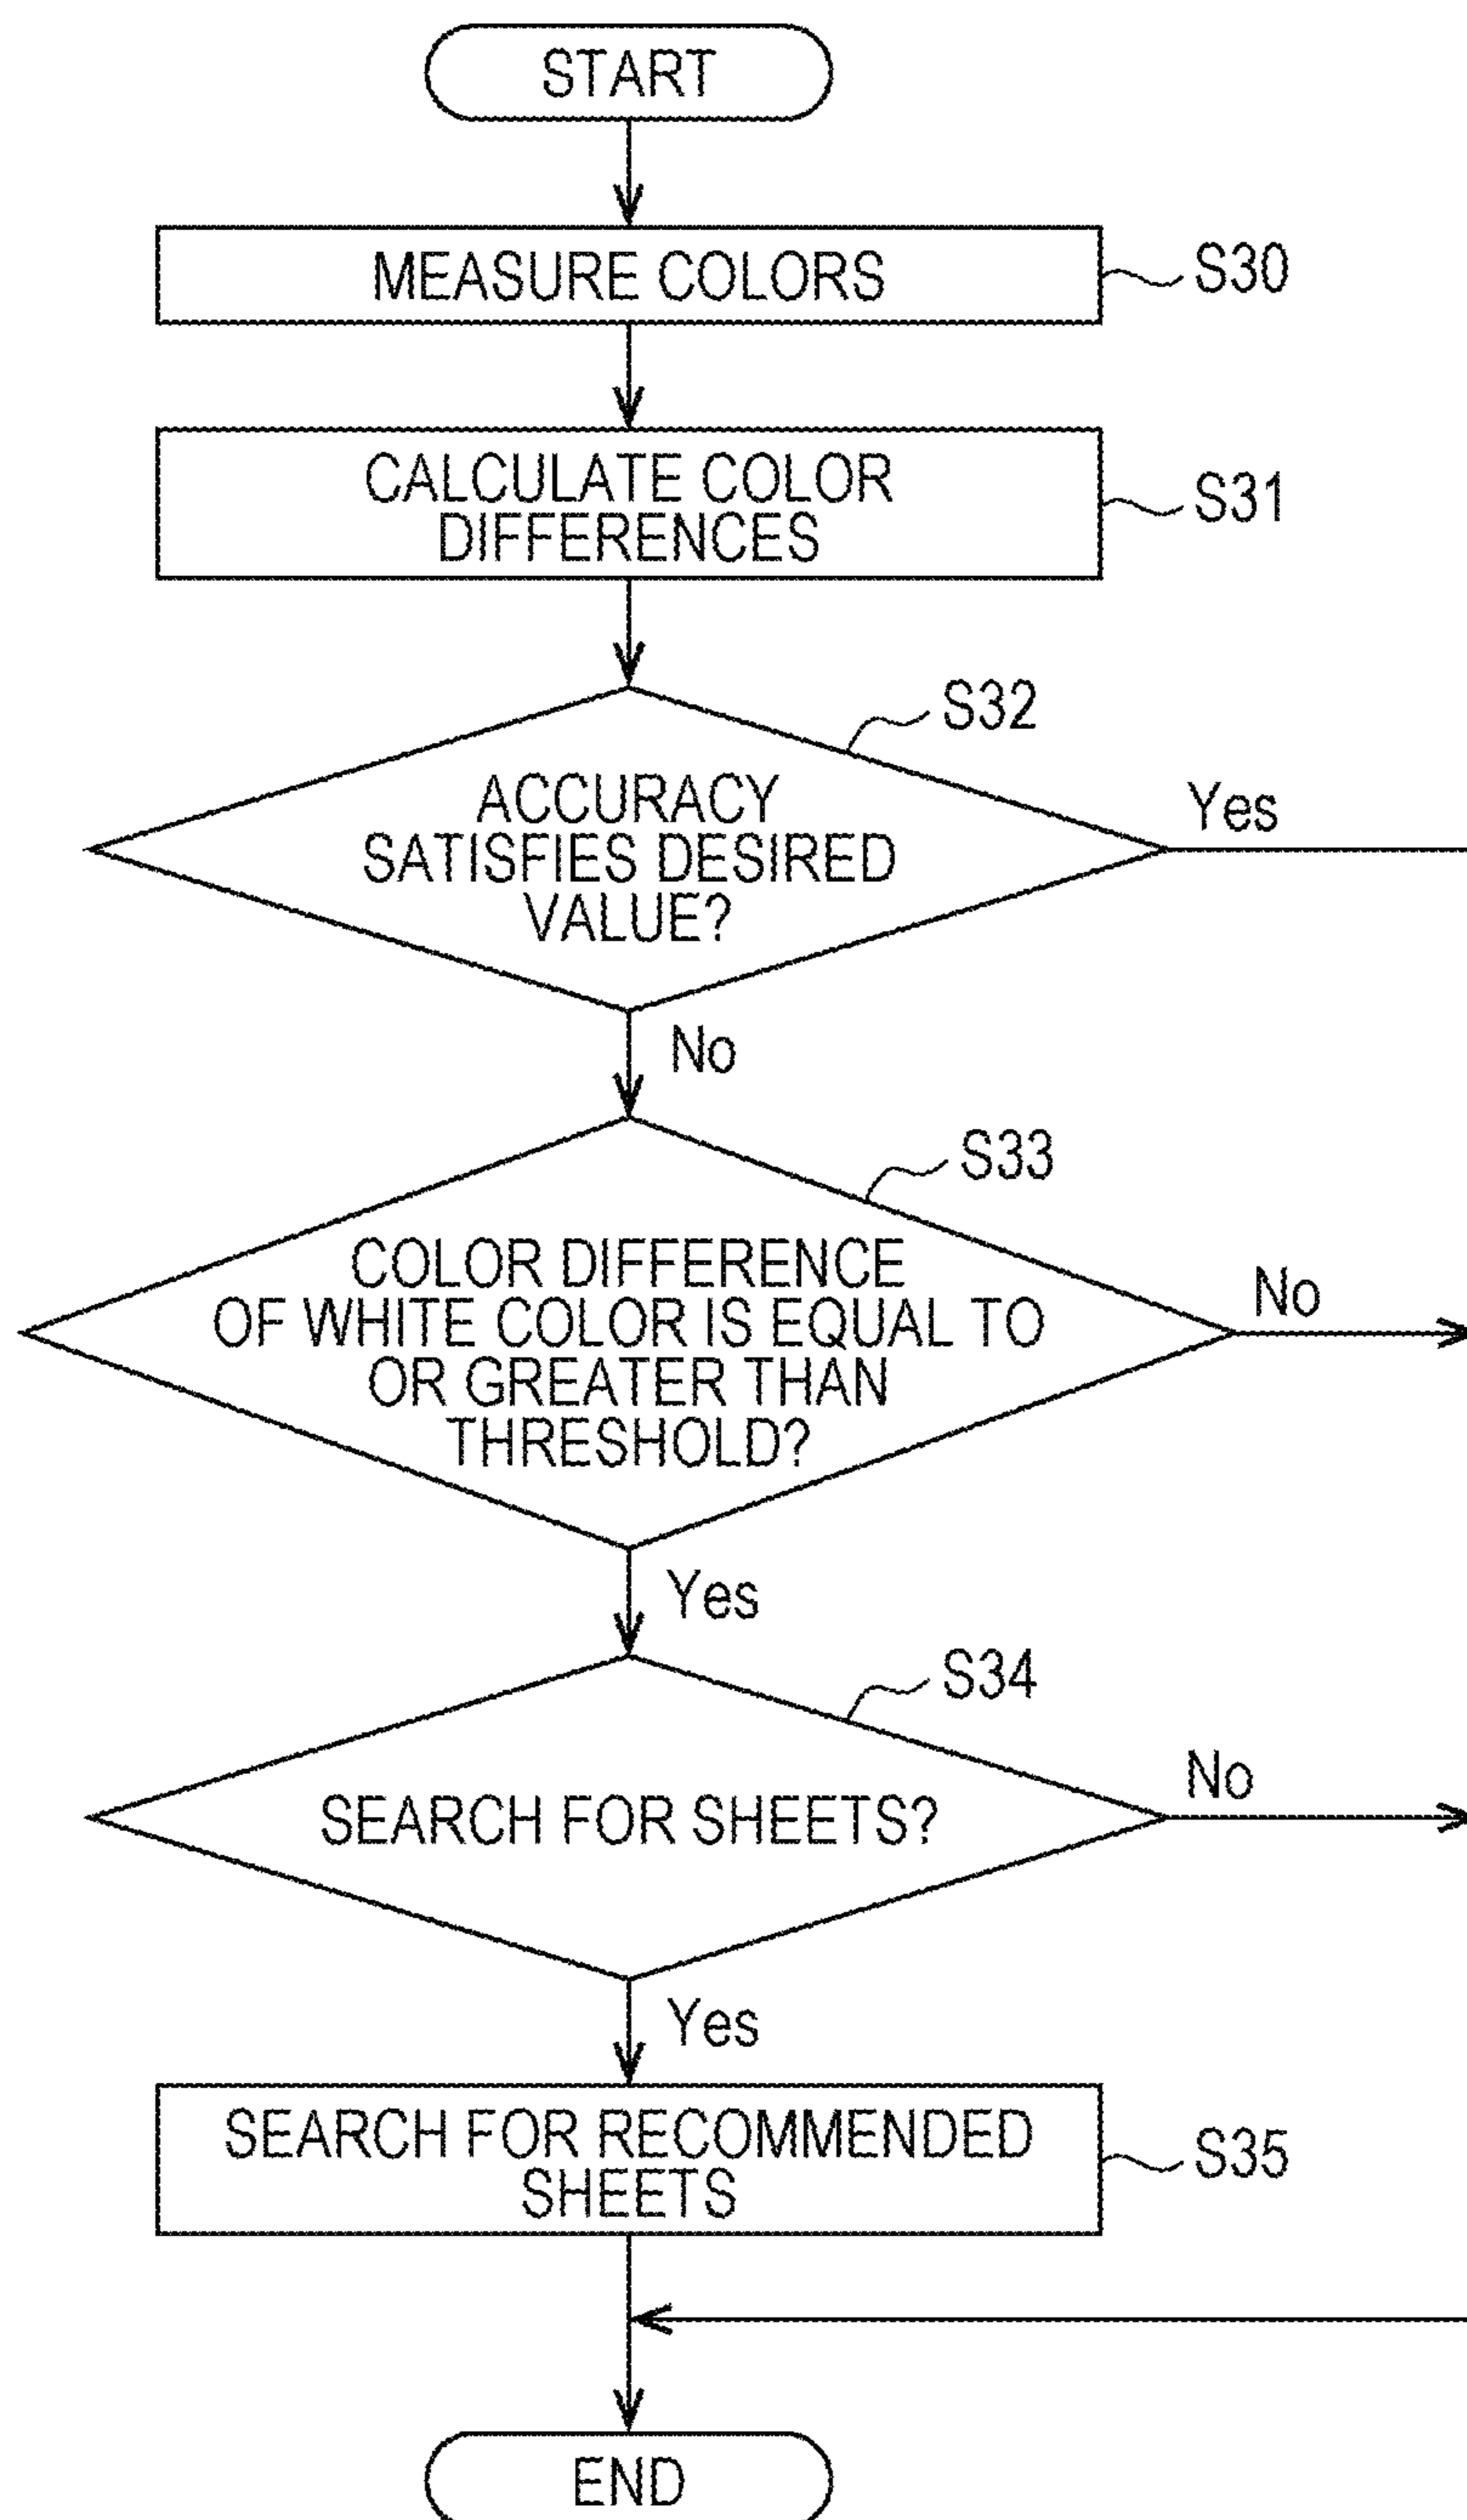 START
MEASURE COLORS
S30
CALCULATE COLOR
DIFFERENCES
S31
S32
ACCURACY
SATISFIES DESIRED
VALUE?
Yes
No
S33
COLOR DIFFERENCE
OF WHITE COLOR IS EQUAL TO
OR GREATER THAN
THRESHOLD?
No
Yes
S34
SEARCH FOR SHEETS?
No
Yes
SEARCH FOR RECOMMENDED
SHEETS
S35
END